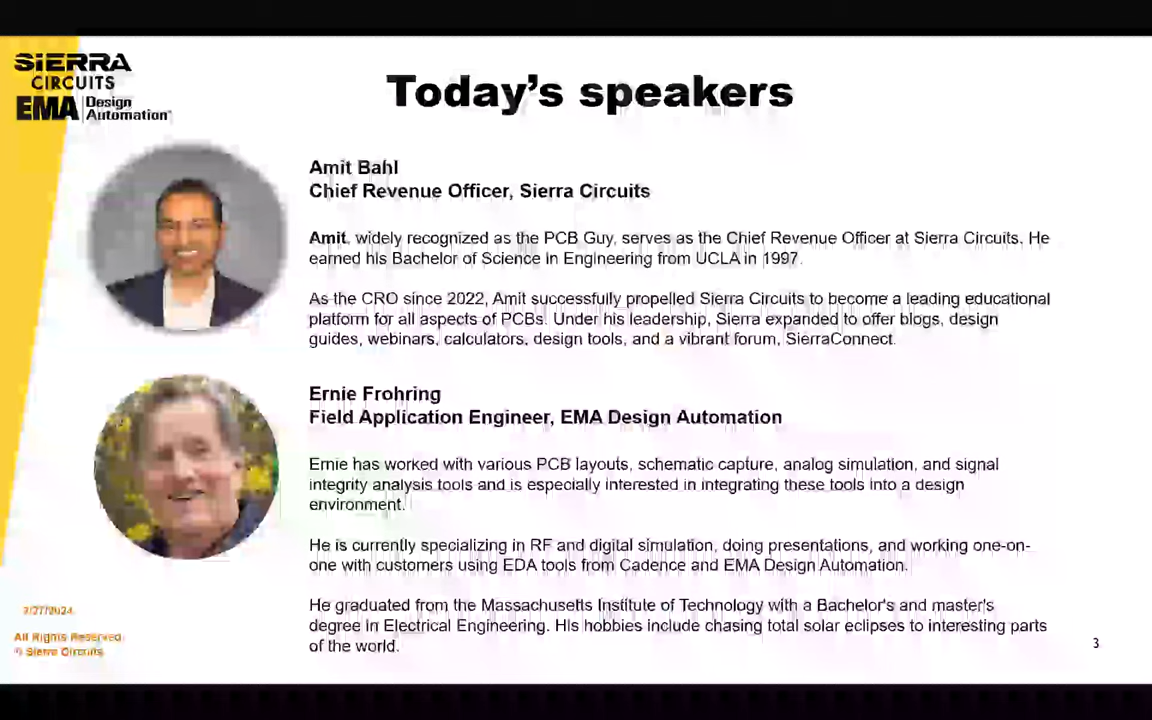 SIERRA
CIRCUITS
EMA Design
Automation
Today's speakers
Amit Bahl
Chief Revenue Officer, Sierra Circuits
Amit, widely recognized as the PCB Guy, serves as the Chief Revenue Officer at Sierra Circuits. He
earned his Bachelor of Science in Engineering from UCLA in 1997.
As the CRO since 2022, Amit successfully propelled Sierra Circuits to become a leading educational
platform for all aspects of PCBs. Under his leadership, Sierra expanded to offer blogs, design
guides, webinars, calculators, design tools, and a vibrant forum, SierraConnect.
Ernie Frohring
Field Application Engineer, EMA Design Automation
Ernie has worked with various PCB layouts, schematic capture, analog simulation, and signal
integrity analysis tools and is especially interested in integrating these tools into a design
environment.
He is currently specializing in RF and digital simulation, doing presentations, and working one-on-
one with customers using EDA tools from Cadence and EMA Design Automation.
He graduated from the Massachusetts Institute of Technology with a Bachelor's and master's
degree in Electrical Engineering. His hobbies include chasing total solar eclipses to interesting parts
of the world.
All Rights Reserved
© Sierra Circuits
3